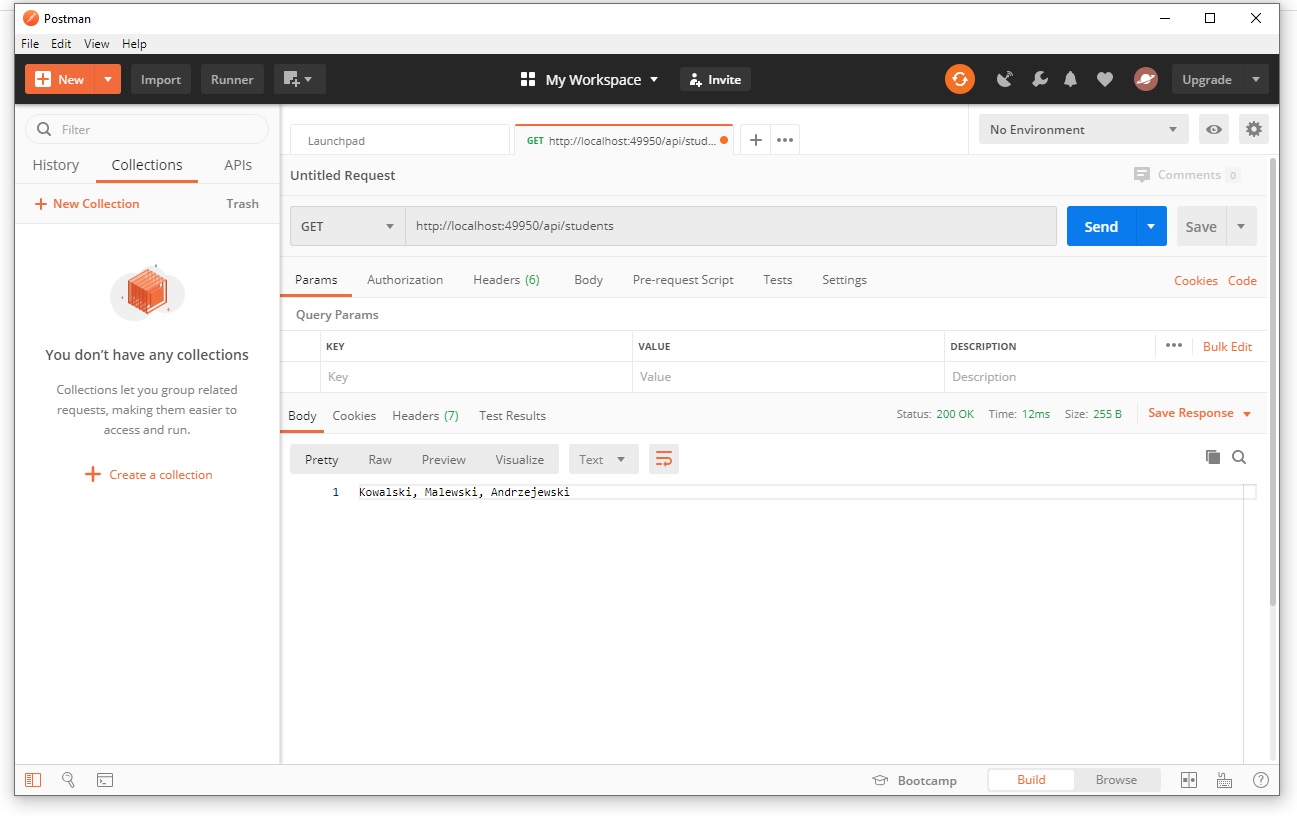 Postman
File Edit View Help
New Import Runner My Workspace Invite Upgrade
Filter
History Collections APIs
New Collection Trash
You don’t have any collections
Collections let you group related
requests, making them easier to
access and run.
Create a collection
Launchpad GET http://localhost:49950/api/stud... No Environment
Untitled Request Comments 0
GET http://localhost:49950/api/students Send Save
Params Authorization Headers (6) Body Pre-request Script Tests Settings Cookies Code
Query Params
KEY VALUE DESCRIPTION ••• Bulk Edit
Key Value Description
Body Cookies Headers (7) Test Results Status: 200 OK Time: 12ms Size: 255 B Save Response
Pretty Raw Preview Visualize Text
1 Kowalski, Malewski, Andrzejewski
Bootcamp Build Browse